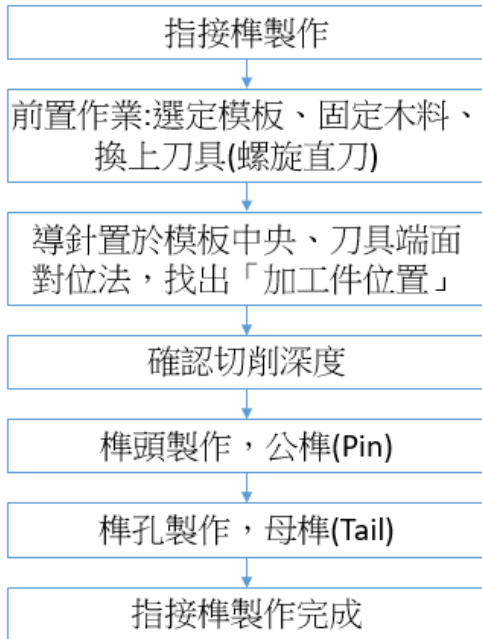 指接榫製作
前置作業:選定模板、固定木料、
換上刀具(螺旋直刀)
導針置於模板中央、刀具端面
對位法，找出「加工件位置」
確認切削深度
榫頭製作，公榫(Pin)
榫孔製作，母榫(Tail)
指接榫製作完成